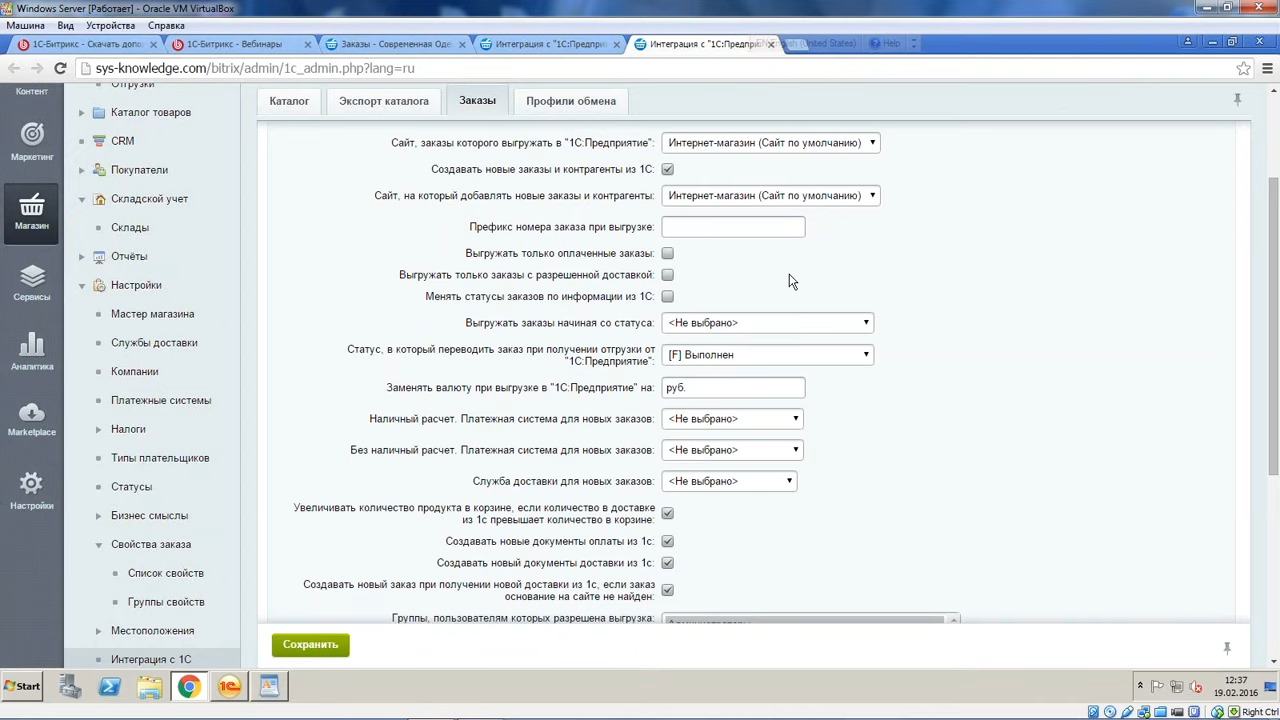 Windows Server [Работает] - Oracle VM VirtualBox
Машина Вид Устройства Справка
1С-Битрикс - Скачать допо
1С-Битрикс - Вебинары
Заказы - Современная Оде
Интеграция с "1С:Предпри
Интеграция с "1С:Предпри
English (United States)
Help
sys-knowledge.com/bitrix/admin/1c_admin.php?lang=ru
Контент
Маркетинг
Магазин
Сервисы
Аналитика
Marketplace
Настройки
Отгрузки
Каталог товаров
CRM
Покупатели
Складской учет
Склады
Отчёты
Настройки
Мастер магазина
Службы доставки
Компании
Платежные системы
Налоги
Типы плательщиков
Статусы
Бизнес смыслы
Свойства заказа
Список свойств
Группы свойств
Местоположения
Интеграция с 1С
Каталог Экспорт каталога Заказы Профили обмена
Сайт, заказы которого выгружать в "1С:Предприятие": Интернет-магазин (Сайт по умолчанию)
Создавать новые заказы и контрагенты из 1С:
Сайт, на который добавлять новые заказы и контрагенты: Интернет-магазин (Сайт по умолчанию)
Префикс номера заказа при выгрузке:
Выгружать только оплаченные заказы:
Выгружать только заказы с разрешенной доставкой:
Менять статусы заказов по информации из 1С:
Выгружать заказы начиная со статуса: <Не выбрано>
Статус, в который переводить заказ при получении отгрузки от
"1С:Предприятие": [F] Выполнен
Заменять валюту при выгрузке в "1С:Предприятие" на: руб.
Наличный расчет. Платежная система для новых заказов: <Не выбрано>
Без наличный расчет. Платежная система для новых заказов: <Не выбрано>
Служба доставки для новых заказов: <Не выбрано>
Увеличивать количество продукта в корзине, если количество в доставке
из 1с превышает количество в корзине:
Создавать новые документы оплаты из 1с:
Создавать новый документы доставки из 1с:
Создавать новый заказ при получении новой доставки из 1с, если заказ
основание на сайте не найден:
Группы, пользователям которых разрешена выгрузка:
Сохранить
Start
12:37
19.02.2016
Right Ctrl